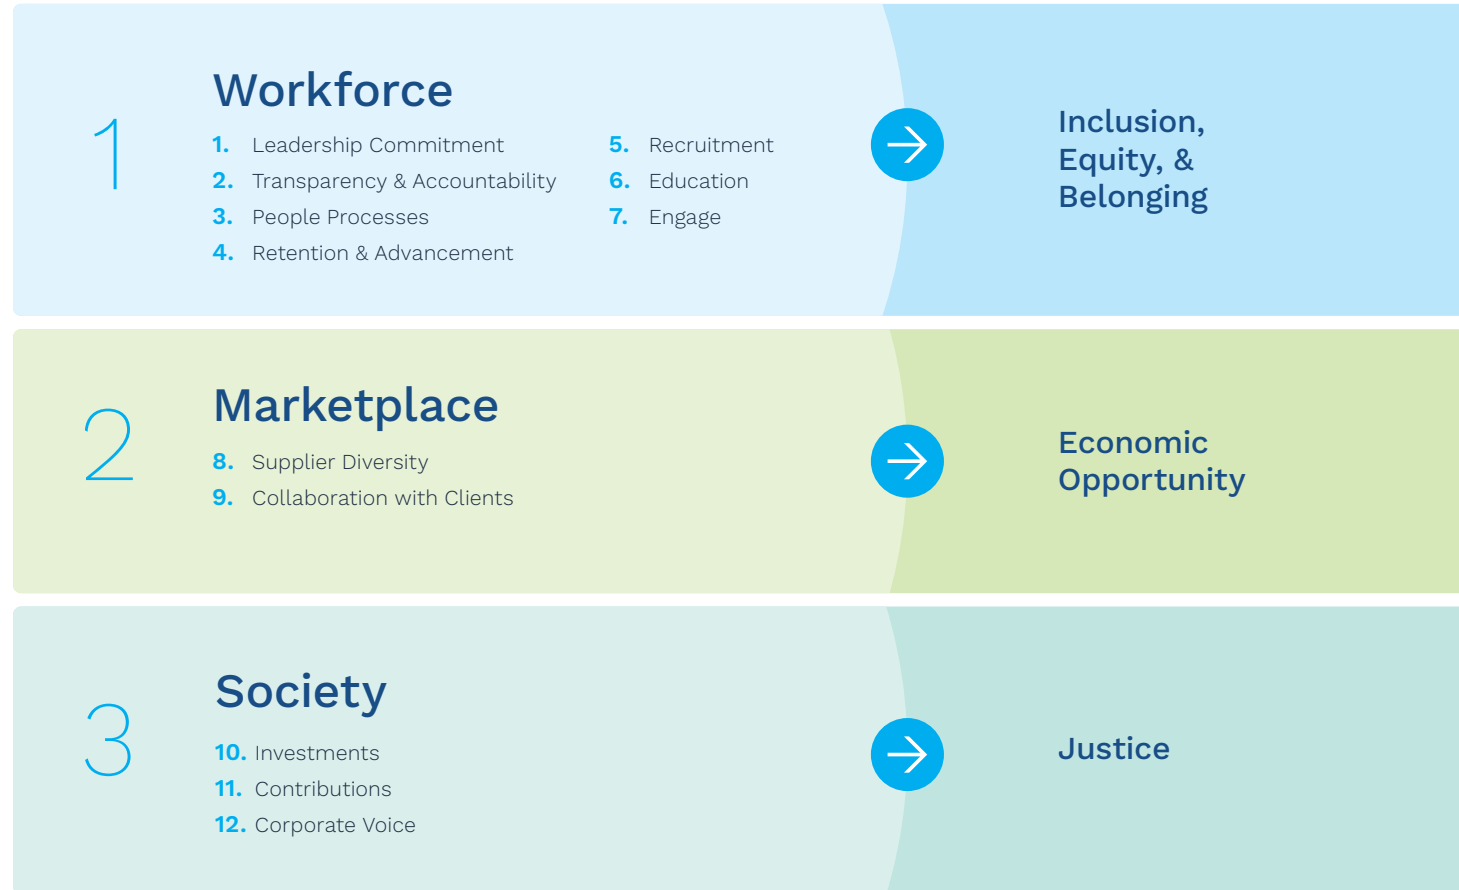 1
Workforce
1. Leadership Commitment
2. Transparency & Accountability
3. People Processes
4. Retention & Advancement
5. Recruitment
6. Education
7. Engage
Inclusion,
Equity, &
Belonging
2
Marketplace
8. Supplier Diversity
9. Collaboration with Clients
Economic
Opportunity
3
Society
10. Investments
11. Contributions
12. Corporate Voice
Justice